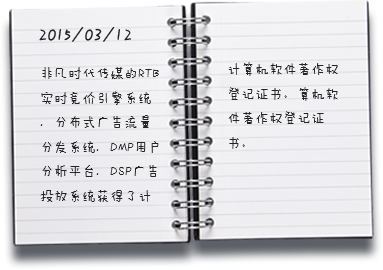 2015/03/12
非凡时代传媒的RTB
实时竞价引擎系统
，分布式广告流量
分发系统，DMP用户
分析平台，DSP广告
投放系统获得了计
计算机软件著作权
登记证书。算机软
件著作权登记证
书。